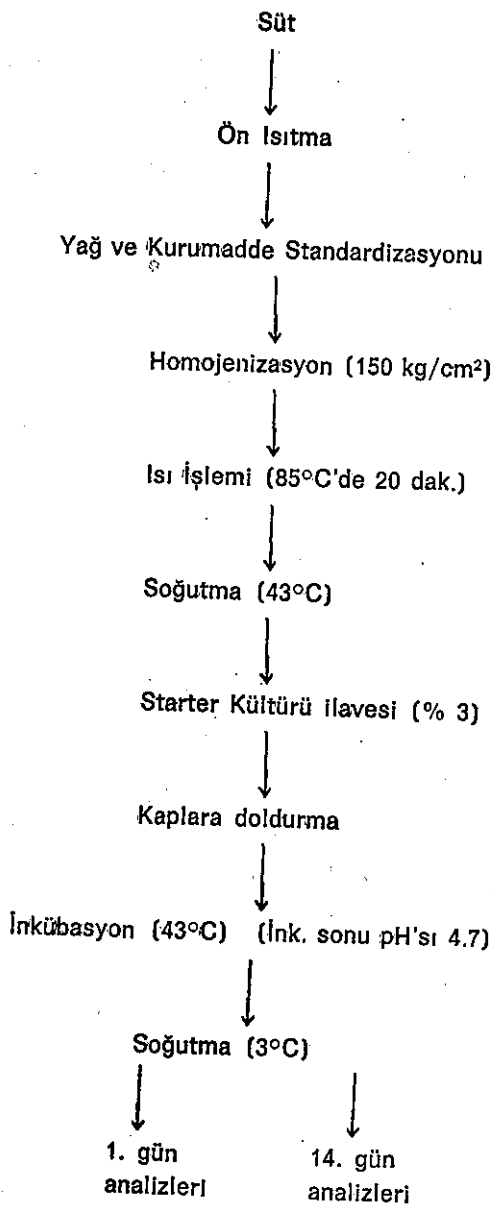 Süt
Ön Isıtma
Yağ ve Kurumadde Standardizasyonu
Homojenizasyon (150 kg/cm²)
Isı İşlemi (85°C'de 20 dak.)
Soğutma (43°C)
Starter Kültürü ilavesi (% 3)
Kaplara doldurma
İnkübasyon (43°C) (İnk. sonu pH'sı 4.7)
Soğutma (3°C)
1. gün 14. gün
analizleri analizleri